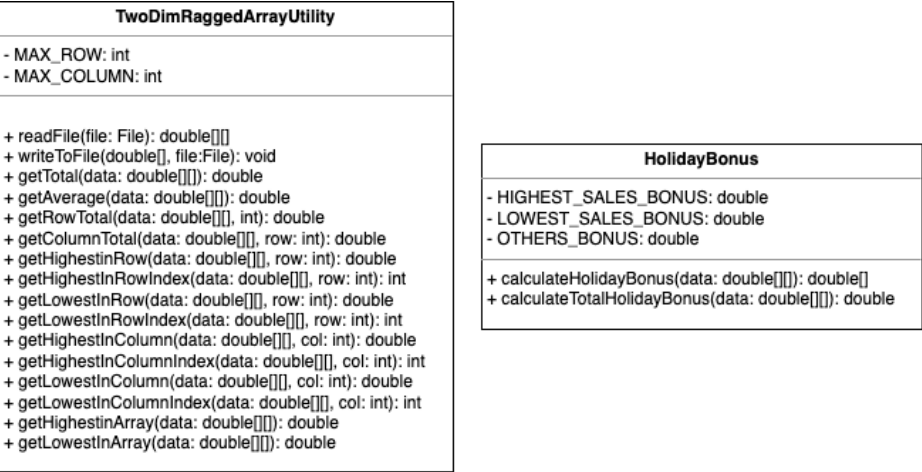 TwoDimRaggedArrayUtility
- MAX_ROW: int
- MAX_COLUMN: int
+ readFile(file: File): double[][]
+ writeToFile(double[], file:File): void
+ getTotal(data: double[][]): double
+ getAverage(data: double[][]): double
+ getRowTotal(data: double[][], int): double
+ getColumnTotal(data: double[][], row: int): double
+ getHighestinRow(data: double[][], row: int): double
+ getHighestinRowIndex(data: double[][], row: int): int
+ getLowestinRow(data: double[][], row: int): double
+ getLowestInRowIndex(data: double[][], row: int): int
+ getHighestInColumn(data: double[][], col: int): double
+ getHighestInColumnIndex(data: double[][], col: int): int
+ getLowestInColumn(data: double[][], col: int): double
+ getLowestInColumnIndex(data: double[][], col: int): int
+ getHighestinArray(data: double[][]): double
+ getLowestInArray(data: double[][]): double
HolidayBonus
- HIGHEST_SALES_BONUS: double
- LOWEST_SALES_BONUS: double
- OTHERS_BONUS: double
+ calculateHolidayBonus(data: double[][]): double[]
+ calculateTotalHolidayBonus(data: double[][]): double